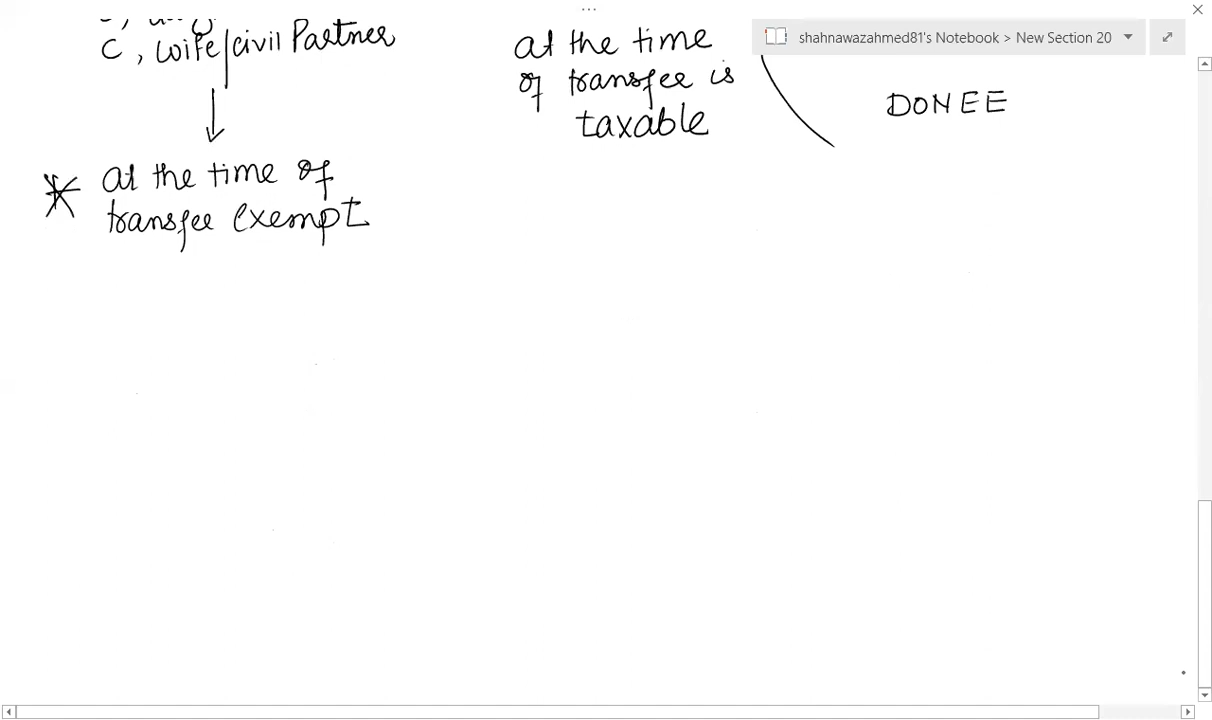 C, wife/civil Partner
↓
* at the time of
transfer exempt
at the time
of transfer is
taxable
shahnawazahmed81's Notebook > New Section 20
DONEE